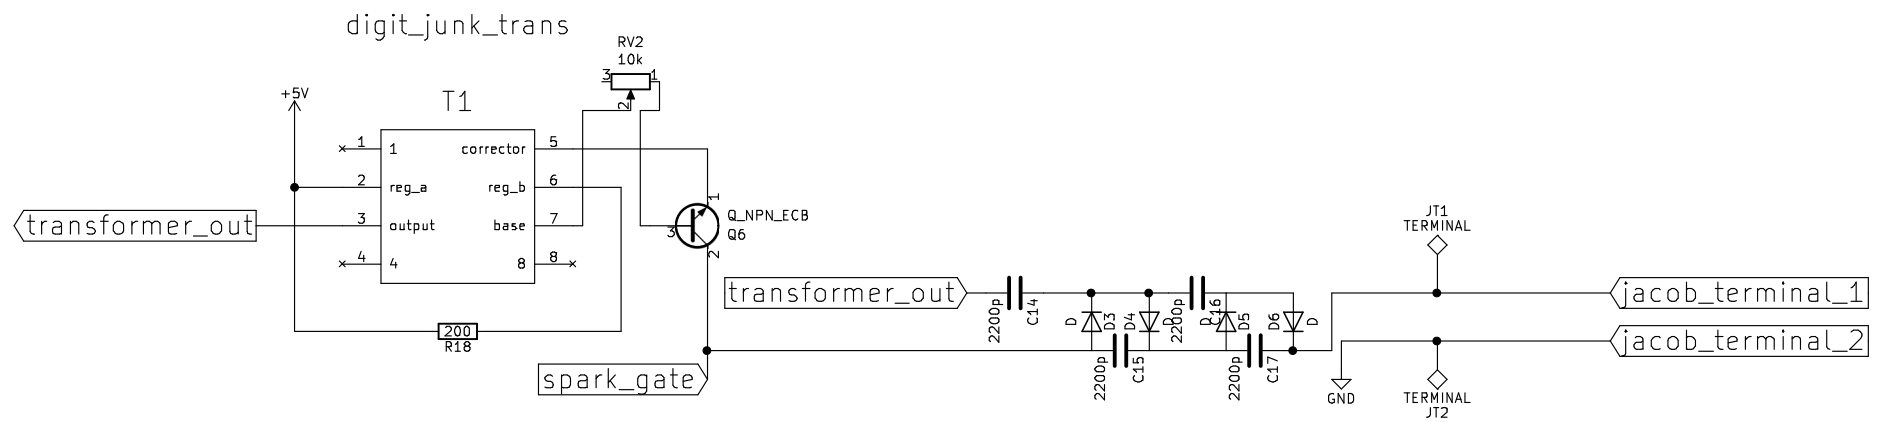 digit_junk_trans
RV2
10k
3
1
2
+5V
T1
1
1
corrector
5
2
reg_a
reg_b
6
3
output
base
7
4
4
8
8
transformer_out
200
R18
1
3
2
Q_NPN_ECB
Q6
spark_gate
transformer_out
2200p
C14
D
D3
2200p
C15
D4
D
2200p
C16
D
D5
2200p
C17
D6
D
JT1
TERMINAL
jacob_terminal_1
jacob_terminal_2
GND
TERMINAL
JT2